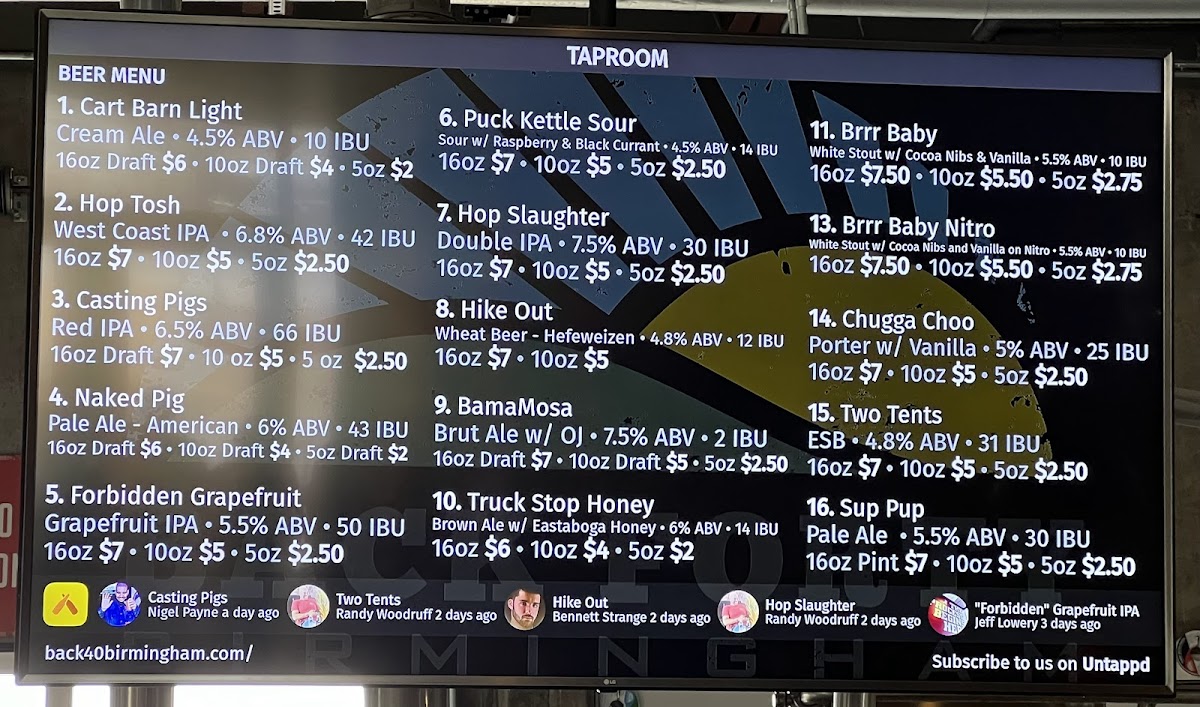 TAPROOM
BEER MENU
1. Cart Barn Light
Cream Ale • 4.5% ABV • 10 IBU
16oz Draft $6 • 10oz Draft $4 • 5oz $2
2. Hop Tosh
West Coast IPA • 6.8% ABV • 42 IBU
16oz $7 • 10oz $5 • 5oz $2.50
3. Casting Pigs
Red IPA • 6.5% ABV • 66 IBU
16oz Draft $7 • 10 oz $5 • 5 oz $2.50
4. Naked Pig
Pale Ale - American • 6% ABV • 43 IBU
16oz Draft $6 • 10oz Draft $4 • 5oz Draft $2
5. Forbidden Grapefruit
Grapefruit IPA • 5.5% ABV • 50 IBU
16oz $7 • 10oz $5 • 5oz $2.50
6. Puck Kettle Sour
Sour w/ Raspberry & Black Currant • 4.5% ABV • 14 IBU
16oz $7 • 10oz $5 • 5oz $2.50
7. Hop Slaughter
Double IPA • 7.5% ABV • 30 IBU
16oz $7 • 10oz $5 • 5oz $2.50
8. Hike Out
Wheat Beer - Hefeweizen • 4.8% ABV • 12 IBU
16oz $7 • 10oz $5
9. BamaMosa
Brut Ale w/ OJ • 7.5% ABV • 2 IBU
16oz Draft $7 • 10oz Draft $5 • 5oz $2.50
10. Truck Stop Honey
Brown Ale w/ Eastaboga Honey • 6% ABV • 14 IBU
16oz $6 • 10oz $4 • 5oz $2
11. Brrr Baby
White Stout w/ Cocoa Nibs & Vanilla • 5.5% ABV • 10 IBU
16oz $7.50 • 10oz $5.50 • 5oz $2.75
13. Brrr Baby Nitro
White Stout w/ Cocoa Nibs and Vanilla on Nitro • 5.5% ABV • 10 IBU
16oz $7.50 • 10oz $5.50 • 5oz $2.75
14. Chugga Choo
Porter w/ Vanilla • 5% ABV • 25 IBU
16oz $7 • 10oz $5 • 5oz $2.50
15. Two Tents
ESB • 4.8% ABV • 31 IBU
16oz $7 • 10oz $5 • 5oz $2.50
16. Sup Pup
Pale Ale • 5.5% ABV • 30 IBU
16oz Pint $7 • 10oz $5 • 5oz $2.50
BACK FORTY
BIRMINGHAM
Casting Pigs
Nigel Payne a day ago
Two Tents
Randy Woodruff 2 days ago
Hike Out
Bennett Strange 2 days ago
Hop Slaughter
Randy Woodruff 2 days ago
"Forbidden" Grapefruit IPA
Jeff Lowery 3 days ago
back40birmingham.com/
Subscribe to us on Untappd
LG